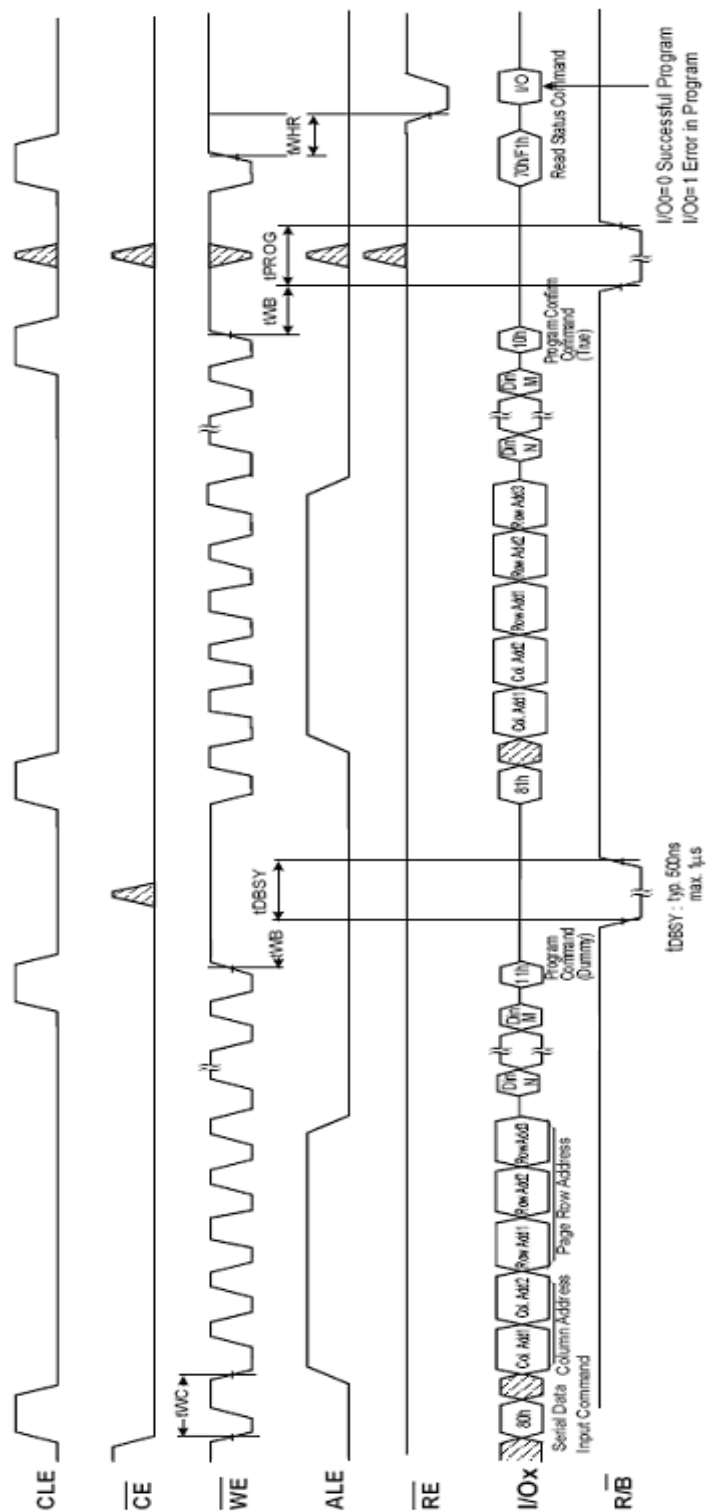 CLE
CE
WE
ALE
RE
I/Ox
R/B
tWC
tWB
tDBSY
tWB
tPROG
tWHR
80h
Col. Add1
Col. Add2
Row Add1
Row Add2
Row Add3
Din
N
Din
M
11h
81h
Col. Add1
Col. Add2
Row Add1
Row Add2
Row Add3
Din
N
Din
M
10h
70h/F1h
I/O
Serial Data
Input Command
Column Address
Page Row Address
Program
Command
(Dummy)
Program Confirm
Command
(True)
Read Status Command
tDBSY : typ. 500ns
max. 1µs
I/O0=0 Successful Program
I/O0=1 Error in Program